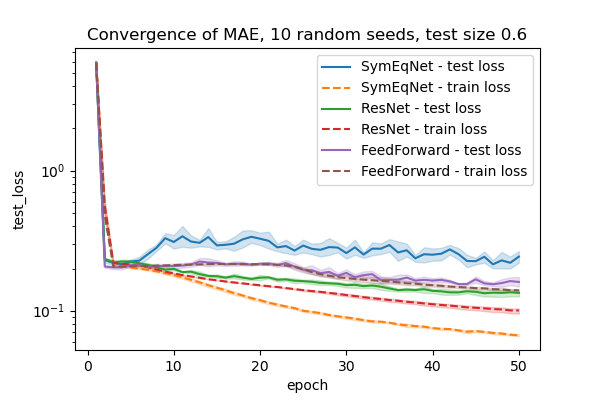 Convergence of MAE, 10 random seeds, test size 0.6
SymEqNet - test loss
SymEqNet - train loss
ResNet - test loss
ResNet - train loss
FeedForward - test loss
FeedForward - train loss
test_loss
10⁰
10⁻¹
0
10
20
30
40
50
epoch